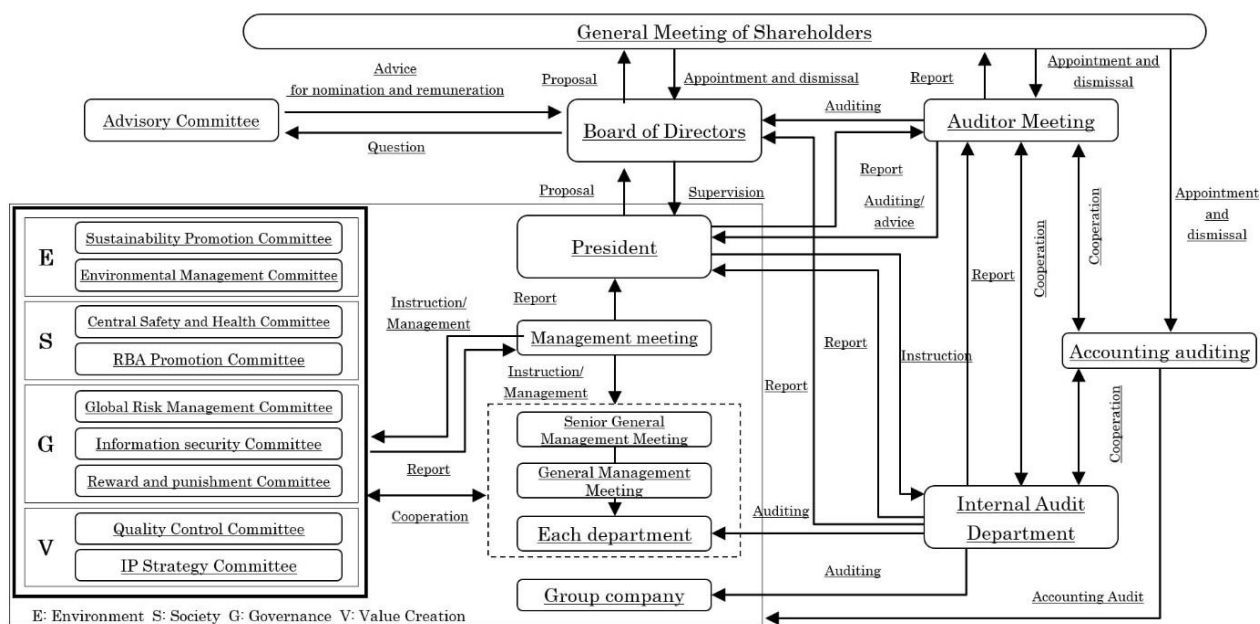 General Meeting of Shareholders
Advice
for nomination and remuneration
Proposal
Appointment and dismissal
Report
Appointment and
dismissal
Advisory Committee
Question
Board of Directors
Auditing
Auditor Meeting
Proposal
Supervision
Report
Auditing/
advice
Cooperation
Cooperation
Report
Appointment
and
dismissal
E
Sustainability Promotion Committee
Environmental Management Committee
S
Central Safety and Health Committee
RBA Promotion Committee
G
Global Risk Management Committee
Information security Committee
Reward and punishment Committee
V
Quality Control Committee
IP Strategy Committee
President
Instruction/
Management
Report
Management meeting
Instruction/
Management
Report
Report
Instruction
Accounting auditing
Cooperation
Senior General
Management Meeting
General Management
Meeting
Each department
Report
Cooperation
Auditing
Internal Audit
Department
Auditing
Group company
Accounting Audit
E: Environment S: Society G: Governance V: Value Creation